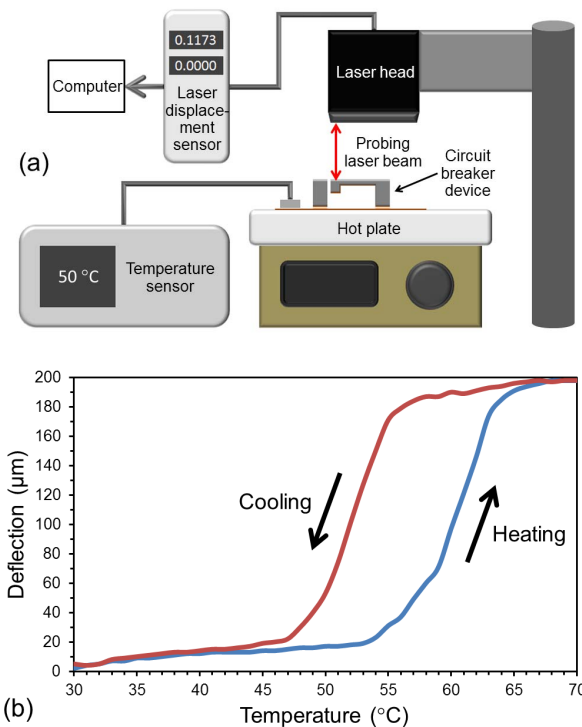 0.1173
0.0000
Laser
displace-
ment
sensor
Computer
Laser head
(a)
Probing
laser beam
Circuit
breaker
device
Hot plate
50 °C
Temperature
sensor
200
180
160
140
120
100
80
60
40
20
0
Deflection (µm)
Cooling
Heating
30 35 40 45 50 55 60 65 70
Temperature (°C)
(b)